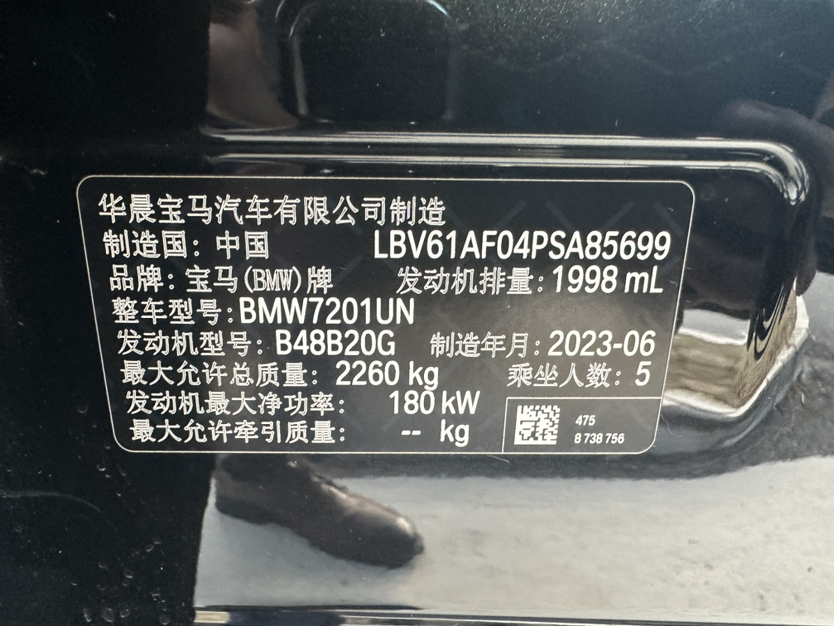 华晨宝马汽车有限公司制造
制造国：中国 LBV61AF04PSA85699
品牌：宝马(BMW)牌 发动机排量：1998 mL
整车型号：BMW7201UN
发动机型号：B48B20G 制造年月：2023-06
最大允许总质量：2260 kg 乘坐人数：5
发动机最大净功率：180 kW
最大允许牵引质量：-- kg
475
8 738 756